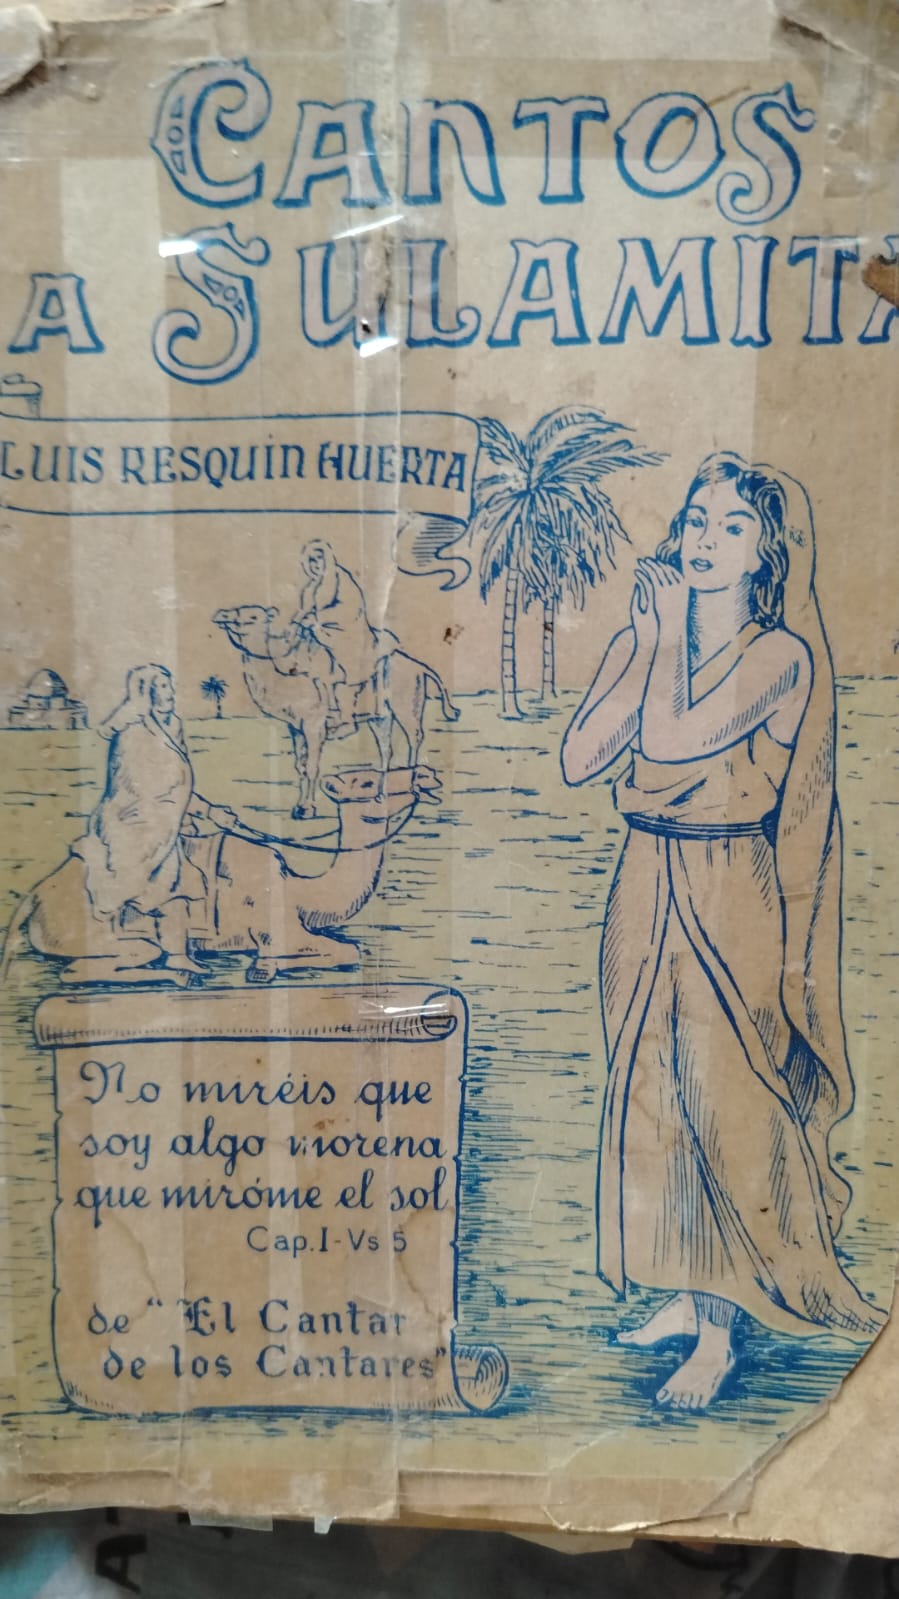 CANTOS
A SULAMITA
LUIS RESQUIN HUERTA
No miréis que
soy algo morena
que miróme el sol
Cap. I - Vs 5
de "El Cantar
de los Cantares"